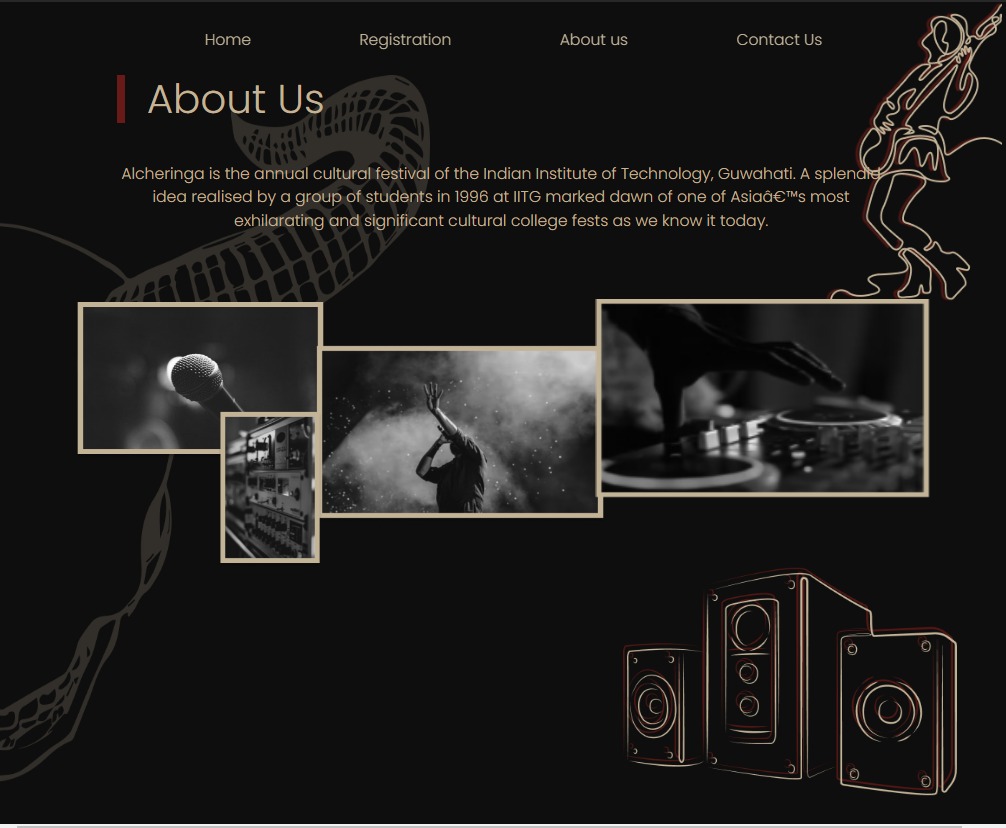 Home Registration About us Contact Us
About Us
Alcheringa is the annual cultural festival of the Indian Institute of Technology, Guwahati. A splendid
idea realised by a group of students in 1996 at IITG marked dawn of one of Asiaâ€™s most
exhilarating and significant cultural college fests as we know it today.